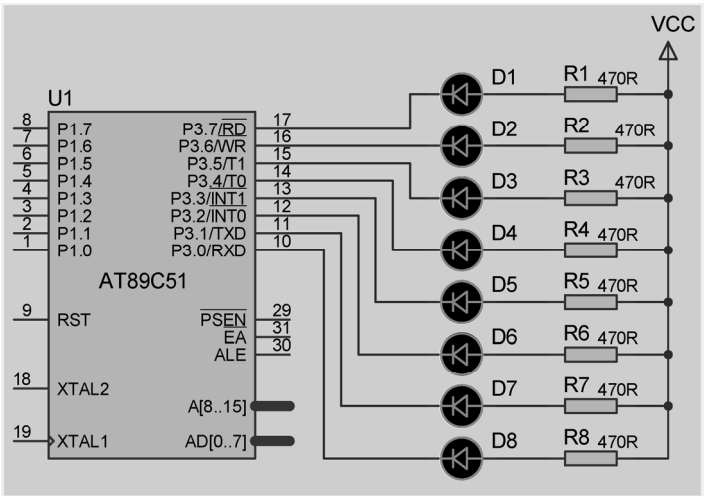 VCC
U1
8 P1.7 P3.7/RD 17
7 P1.6 P3.6/WR 16
6 P1.5 P3.5/T1 15
5 P1.4 P3.4/T0 14
4 P1.3 P3.3/INT1 13
3 P1.2 P3.2/INT0 12
2 P1.1 P3.1/TXD 11
1 P1.0 P3.0/RXD 10
AT89C51
9 RST PSEN 29
EA 31
ALE 30
18 XTAL2
A[8..15]
19 XTAL1 AD[0..7]
D1 R1 470R
D2 R2 470R
D3 R3 470R
D4 R4 470R
D5 R5 470R
D6 R6 470R
D7 R7 470R
D8 R8 470R